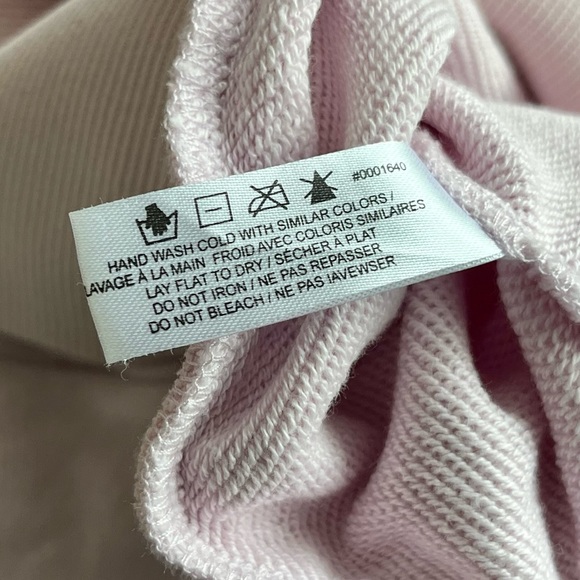 #0001640
HAND WASH COLD WITH SIMILAR COLORS /
LAVAGE À LA MAIN FROID AVEC COLORIS SIMILAIRES
LAY FLAT TO DRY / SÉCHER À PLAT
DO NOT IRON / NE PAS REPASSER
DO NOT BLEACH / NE PAS IAVEWSER